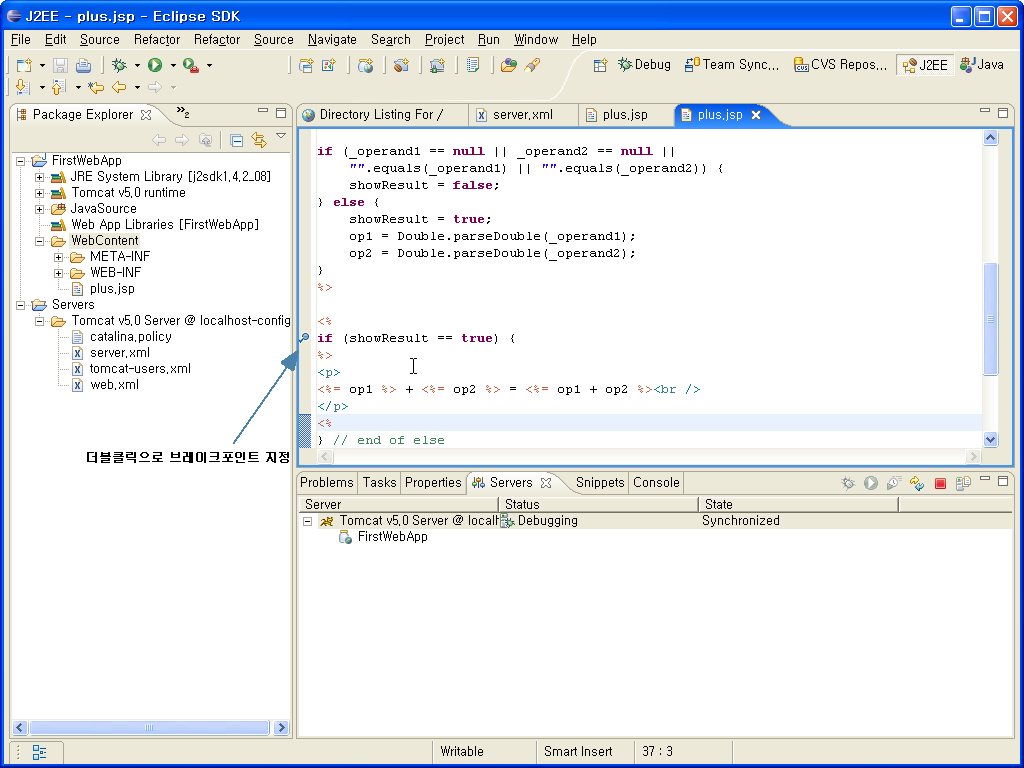 J2EE - plus.jsp - Eclipse SDK
File Edit Source Refactor Refactor Source Navigate Search Project Run Window Help
Debug Team Sync... CVS Repos... J2EE Java
Package Explorer
2
Directory Listing For /
server.xml
plus.jsp
plus.jsp
FirstWebApp
JRE System Library [j2sdk1.4.2_08]
Tomcat v5.0 runtime
JavaSource
Web App Libraries [FirstWebApp]
WebContent
META-INF
WEB-INF
plus.jsp
Servers
Tomcat v5.0 Server @ localhost-config
catalina.policy
server.xml
tomcat-users.xml
web.xml
더블클릭으로 브레이크포인트 지정
if (_operand1 == null || _operand2 == null ||
"".equals(_operand1) || "".equals(_operand2)) {
showResult = false;
} else {
showResult = true;
op1 = Double.parseDouble(_operand1);
op2 = Double.parseDouble(_operand2);
}
%>
<%
if (showResult == true) {
%>
<p>
<%= op1 %> + <%= op2 %> = <%= op1 + op2 %><br />
</p>
<%
} // end of else
Problems Tasks Properties Servers Snippets Console
Server Status State
Tomcat v5.0 Server @ localh Debugging Synchronized
FirstWebApp
Writable Smart Insert 37 : 3